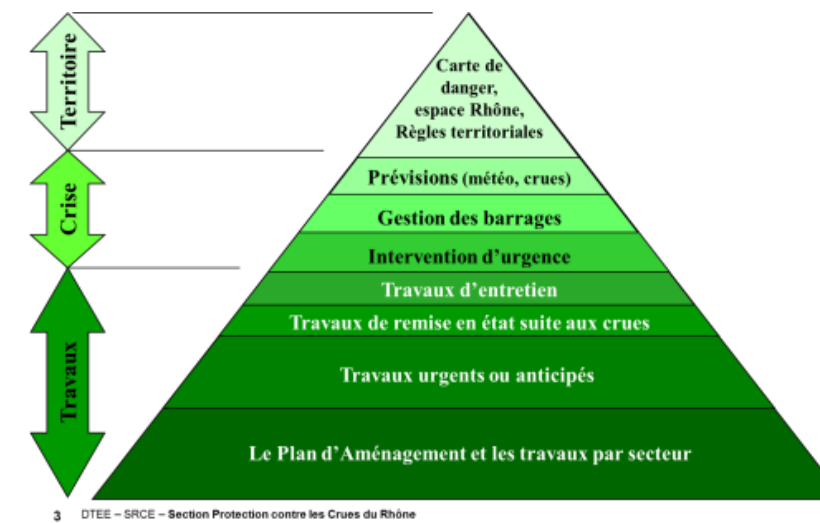 Territoire
Crise
Travaux
Carte de
danger,
espace Rhône,
Règles territoriales
Prévisions (météo, crues)
Gestion des barrages
Intervention d’urgence
Travaux d’entretien
Travaux de remise en état suite aux crues
Travaux urgents ou anticipés
Le Plan d’Aménagement et les travaux par secteur
3 DTEE – SRCE – Section Protection contre les Crues du Rhône